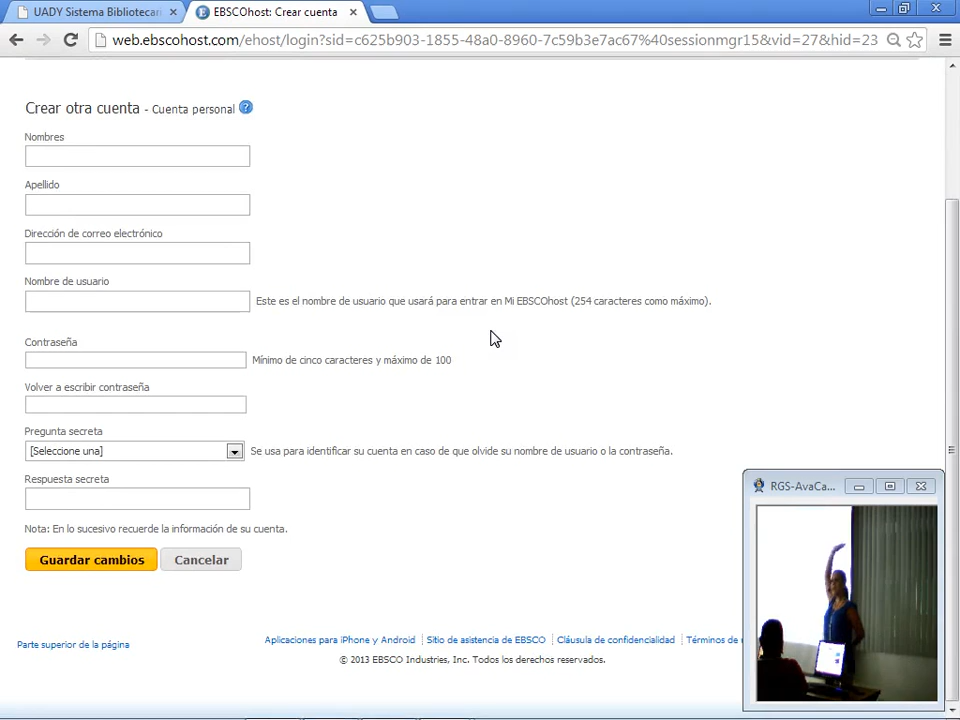 UADY Sistema Bibliotecari
EBSCOhost: Crear cuenta
web.ebscohost.com/ehost/login?sid=c625b903-1855-48a0-8960-7c59b3e7ac67%40sessionmgr15&vid=27&hid=23
Crear otra cuenta - Cuenta personal
Nombres
Apellido
Dirección de correo electrónico
Nombre de usuario
Este es el nombre de usuario que usará para entrar en Mi EBSCOhost (254 caracteres como máximo).
Contraseña
Mínimo de cinco caracteres y máximo de 100
Volver a escribir contraseña
Pregunta secreta
[Seleccione una]
Se usa para identificar su cuenta en caso de que olvide su nombre de usuario o la contraseña.
Respuesta secreta
RGS-AvaCa...
Nota: En lo sucesivo recuerde la información de su cuenta.
Guardar cambios
Cancelar
Parte superior de la página
Aplicaciones para iPhone y Android
Sitio de asistencia de EBSCO
Cláusula de confidencialidad
Términos de
© 2013 EBSCO Industries, Inc. Todos los derechos reservados.